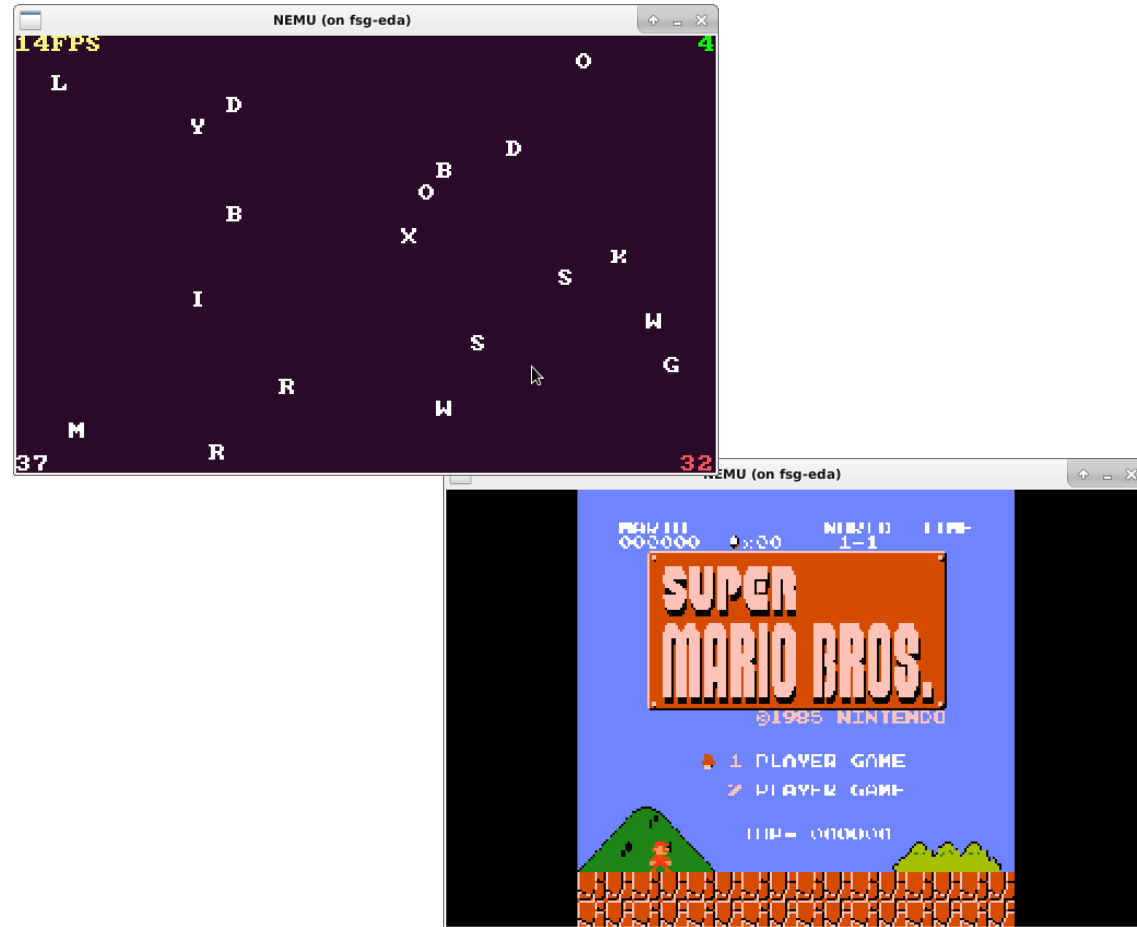 NEMU (on fsg-eda)
14FPS 4
O
L
D
Y
D
B
O
B
X
K
S
I
W
S
G
R
W
M
R
37 32
NEMU (on fsg-eda)
MARIO WORLD TIME
000000 x00 1-1
SUPER
MARIO BROS.
©1985 NINTENDO
1 PLAYER GAME
2 PLAYER GAME
TOP- 000000